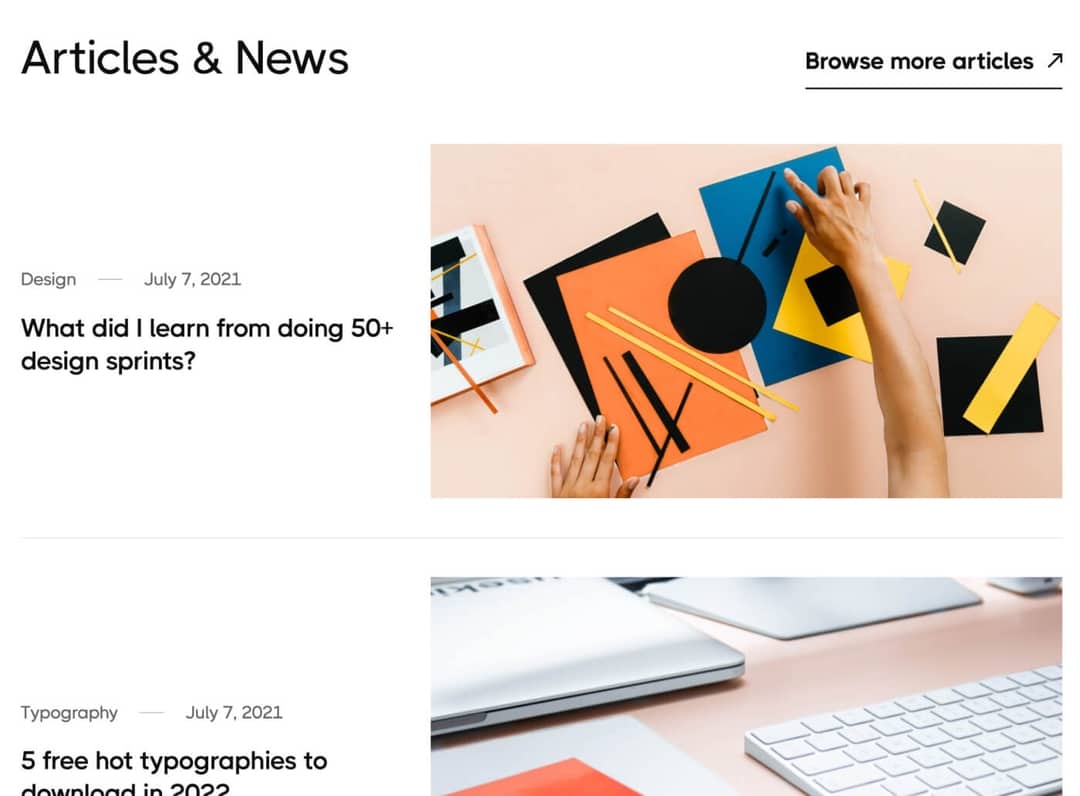 Articles & News
Browse more articles ↗
Design — July 7, 2021
What did I learn from doing 50+
design sprints?
Typography — July 7, 2021
5 free hot typographies to
download in 2022